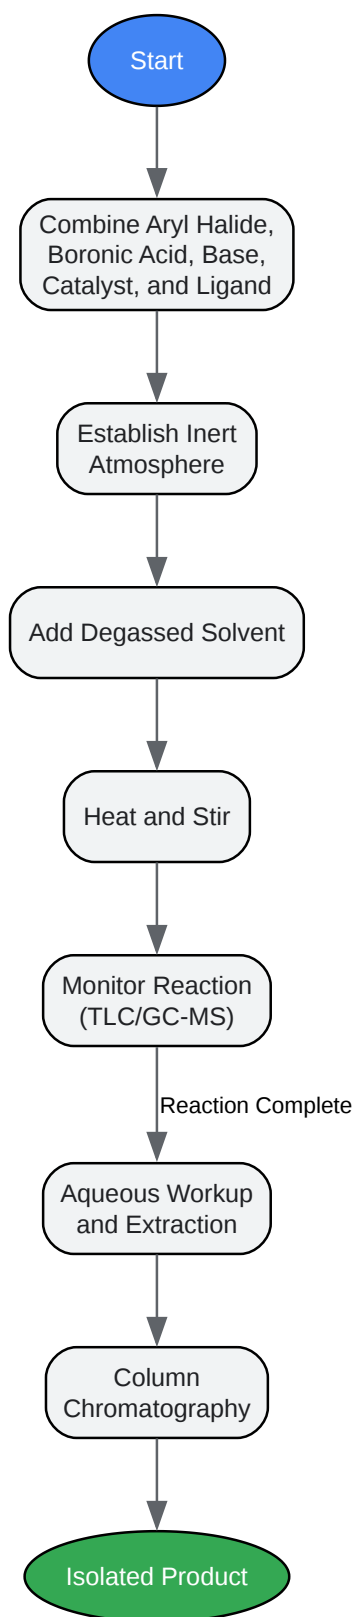 Start
Combine Aryl Halide,
Boronic Acid, Base,
Catalyst, and Ligand
Establish Inert
Atmosphere
Add Degassed Solvent
Heat and Stir
Monitor Reaction
(TLC/GC-MS)
Reaction Complete
Aqueous Workup
and Extraction
Column
Chromatography
Isolated Product